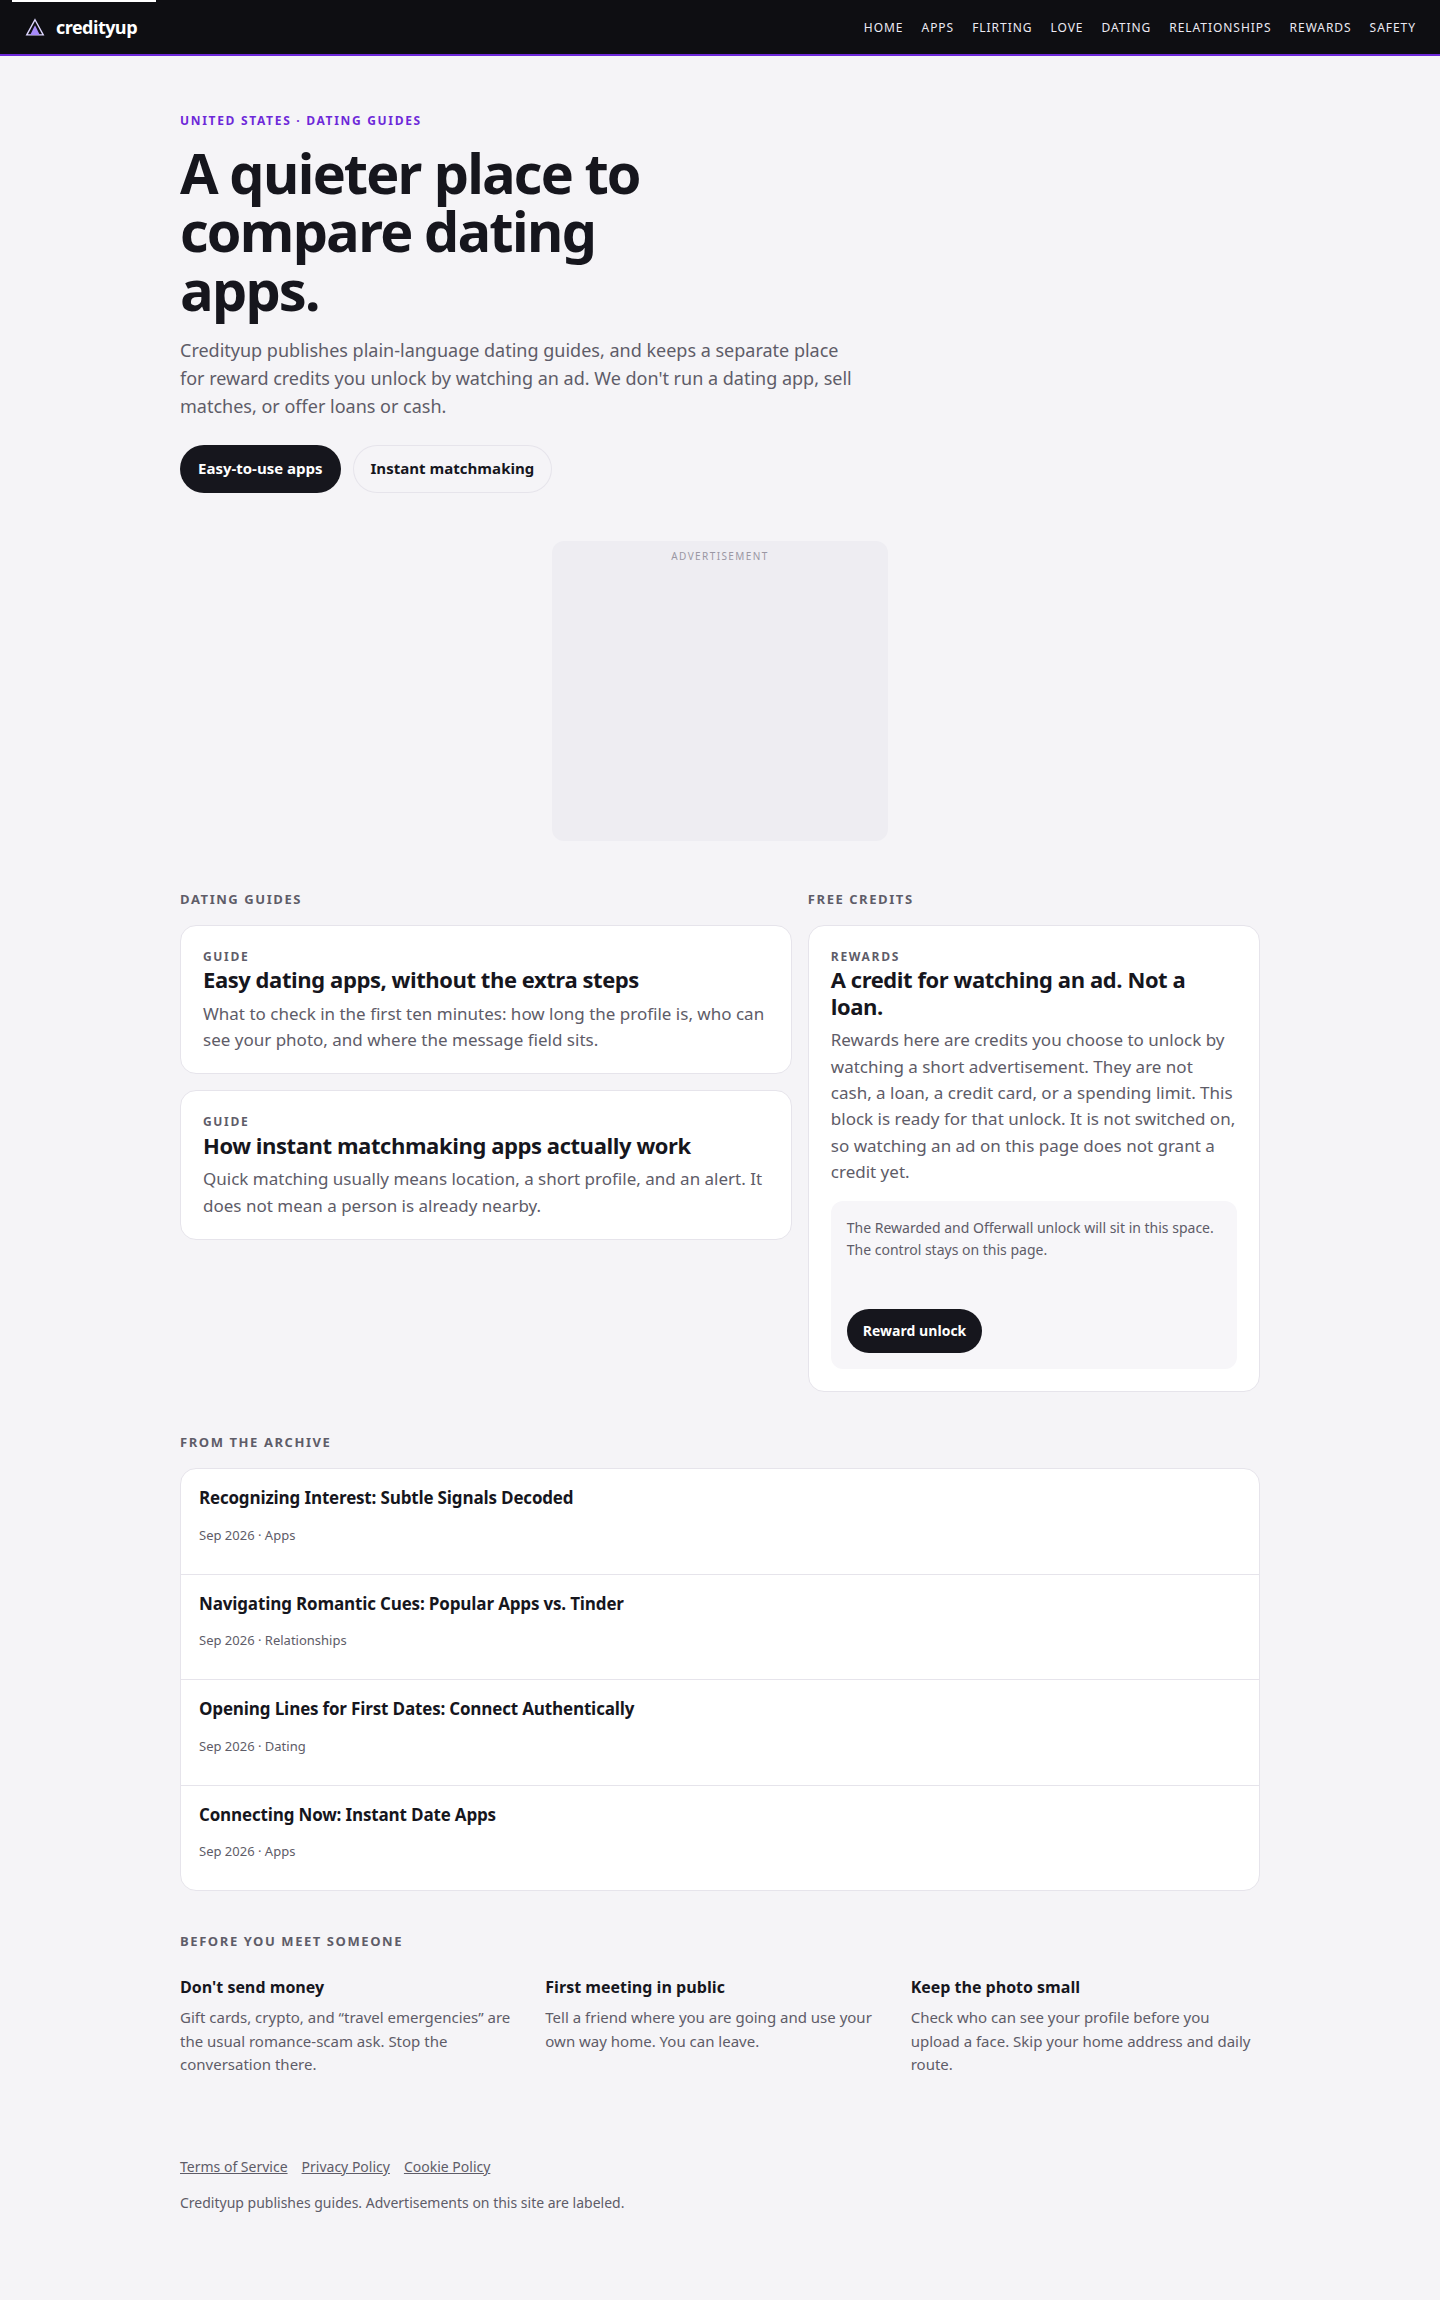 credityup
HOME APPS FLIRTING LOVE DATING RELATIONSHIPS REWARDS SAFETY
UNITED STATES · DATING GUIDES
A quieter place to
compare dating
apps.
Credityup publishes plain-language dating guides, and keeps a separate place
for reward credits you unlock by watching an ad. We don't run a dating app, sell
matches, or offer loans or cash.
Easy-to-use apps
Instant matchmaking
ADVERTISEMENT
DATING GUIDES
GUIDE
Easy dating apps, without the extra steps
What to check in the first ten minutes: how long the profile is, who can
see your photo, and where the message field sits.
GUIDE
How instant matchmaking apps actually work
Quick matching usually means location, a short profile, and an alert. It
does not mean a person is already nearby.
FREE CREDITS
REWARDS
A credit for watching an ad. Not a
loan.
Rewards here are credits you choose to unlock by
watching a short advertisement. They are not
cash, a loan, a credit card, or a spending limit. This
block is ready for that unlock. It is not switched on,
so watching an ad on this page does not grant a
credit yet.
The Rewarded and Offerwall unlock will sit in this space.
The control stays on this page.
Reward unlock
FROM THE ARCHIVE
Recognizing Interest: Subtle Signals Decoded
Sep 2026 · Apps
Navigating Romantic Cues: Popular Apps vs. Tinder
Sep 2026 · Relationships
Opening Lines for First Dates: Connect Authentically
Sep 2026 · Dating
Connecting Now: Instant Date Apps
Sep 2026 · Apps
BEFORE YOU MEET SOMEONE
Don't send money
Gift cards, crypto, and “travel emergencies” are
the usual romance-scam ask. Stop the
conversation there.
First meeting in public
Tell a friend where you are going and use your
own way home. You can leave.
Keep the photo small
Check who can see your profile before you
upload a face. Skip your home address and daily
route.
Terms of Service Privacy Policy Cookie Policy
Credityup publishes guides. Advertisements on this site are labeled.